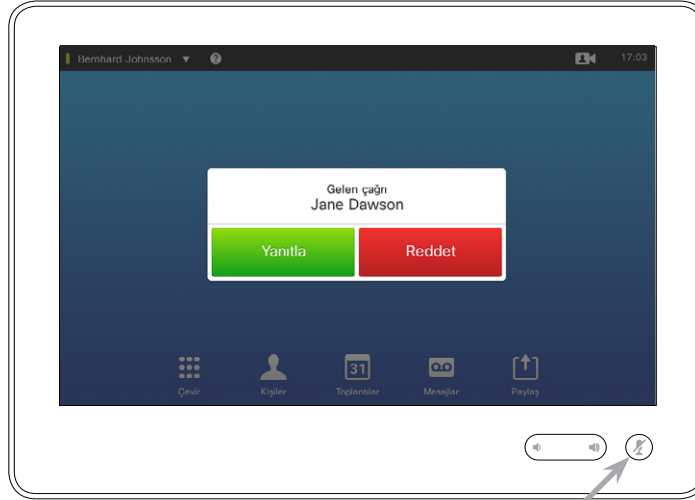 Bernhard Johnsson
?
17:03
Gelen çağrı
Jane Dawson
Yanıtla
Reddet
31
Çevir
Kişiler
Toplantılar
Mesajlar
Paylaş